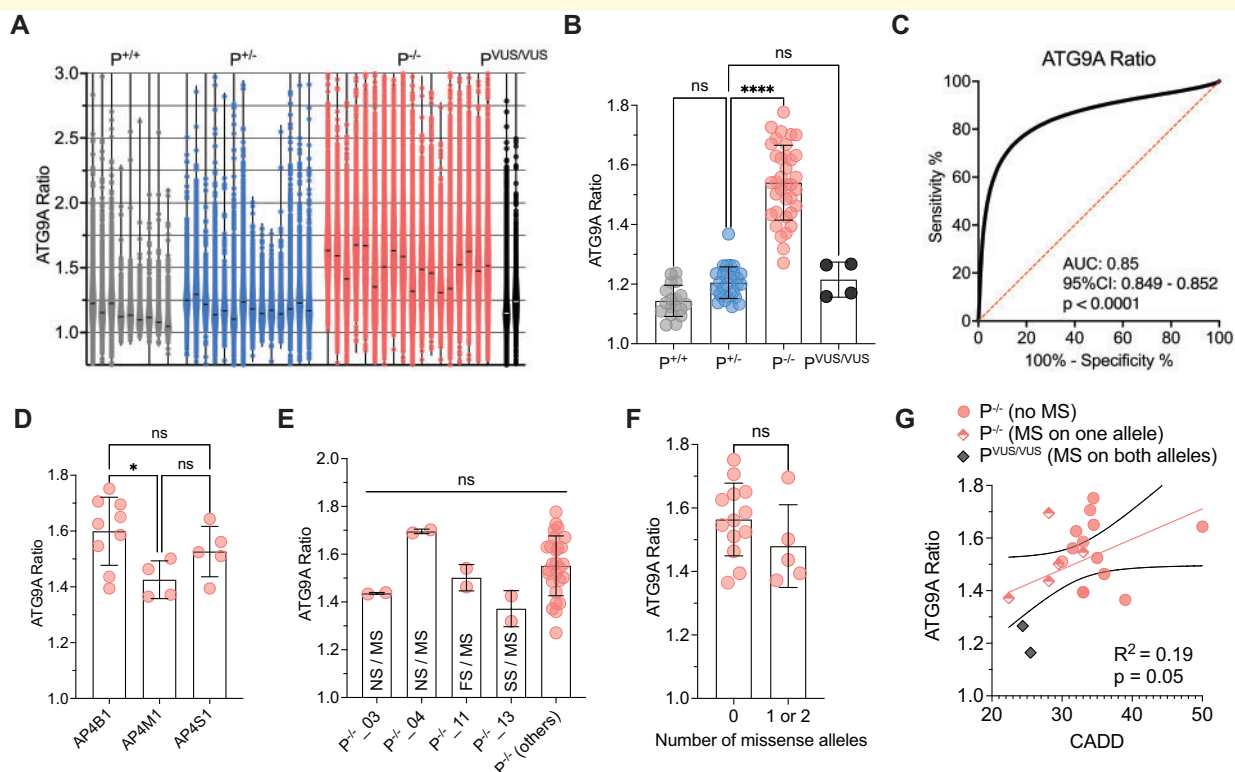 A
P+/+
P+/-
P-/-
PVUS/VUS
ATG9A Ratio
3.0
2.5
2.25
2.0
1.75
1.5
1.25
1.0
B
ns
ns
****
ATG9A Ratio
1.8
1.6
1.4
1.2
1.0
P+/+
P+/-
P-/-
PVUS/VUS
C
ATG9A Ratio
Sensitivity %
100
80
60
40
20
0
AUC: 0.85
95%CI: 0.849 - 0.852
p < 0.0001
0
20
40
60
80
100
100% - Specificity %
D
ns
*
ns
ATG9A Ratio
1.8
1.6
1.4
1.2
1.0
AP4B1
AP4M1
AP4S1
E
ns
ATG9A Ratio
2.0
1.8
1.6
1.4
1.2
1.0
NS / MS
NS / MS
FS / MS
SS / MS
P-/-_03
P-/-_04
P-/-_11
P-/-_13
P-/- (others)
F
ns
ATG9A Ratio
1.8
1.6
1.4
1.2
1.0
0
1 or 2
Number of missense alleles
G
P-/- (no MS)
P-/- (MS on one allele)
PVUS/VUS (MS on both alleles)
ATG9A Ratio
1.8
1.6
1.4
1.2
1.0
R2 = 0.19
p = 0.05
20
30
40
50
CADD